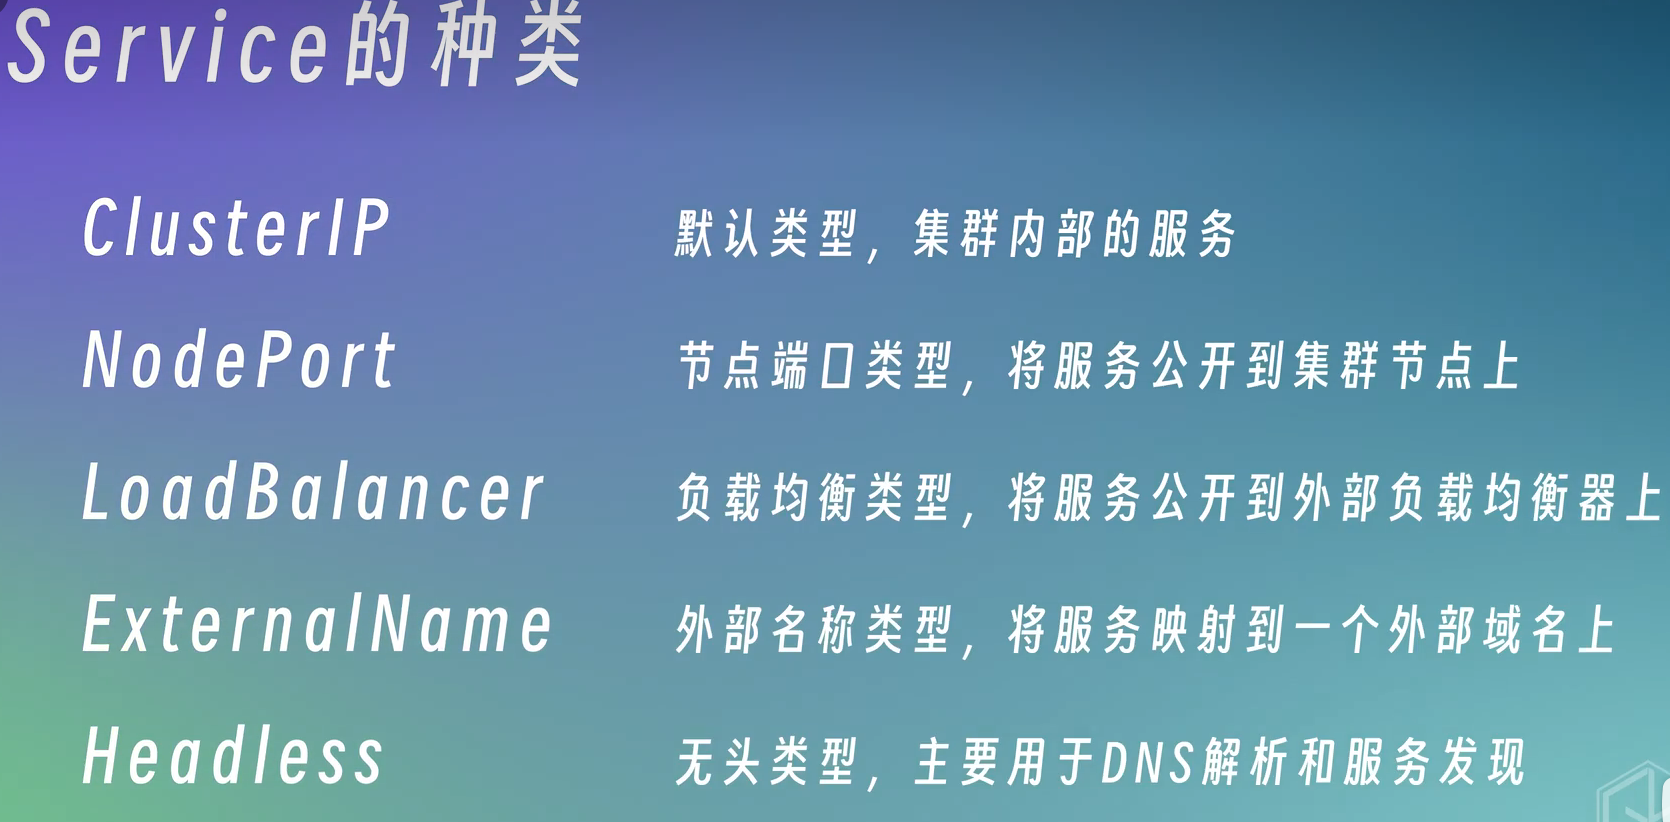 Service的种类
ClusterIP 默认类型，集群内部的服务
NodePort 节点端口类型，将服务公开到集群节点上
LoadBalancer 负载均衡类型，将服务公开到外部负载均衡器上
ExternalName 外部名称类型，将服务映射到一个外部域名上
Headless 无头类型，主要用于DNS解析和服务发现